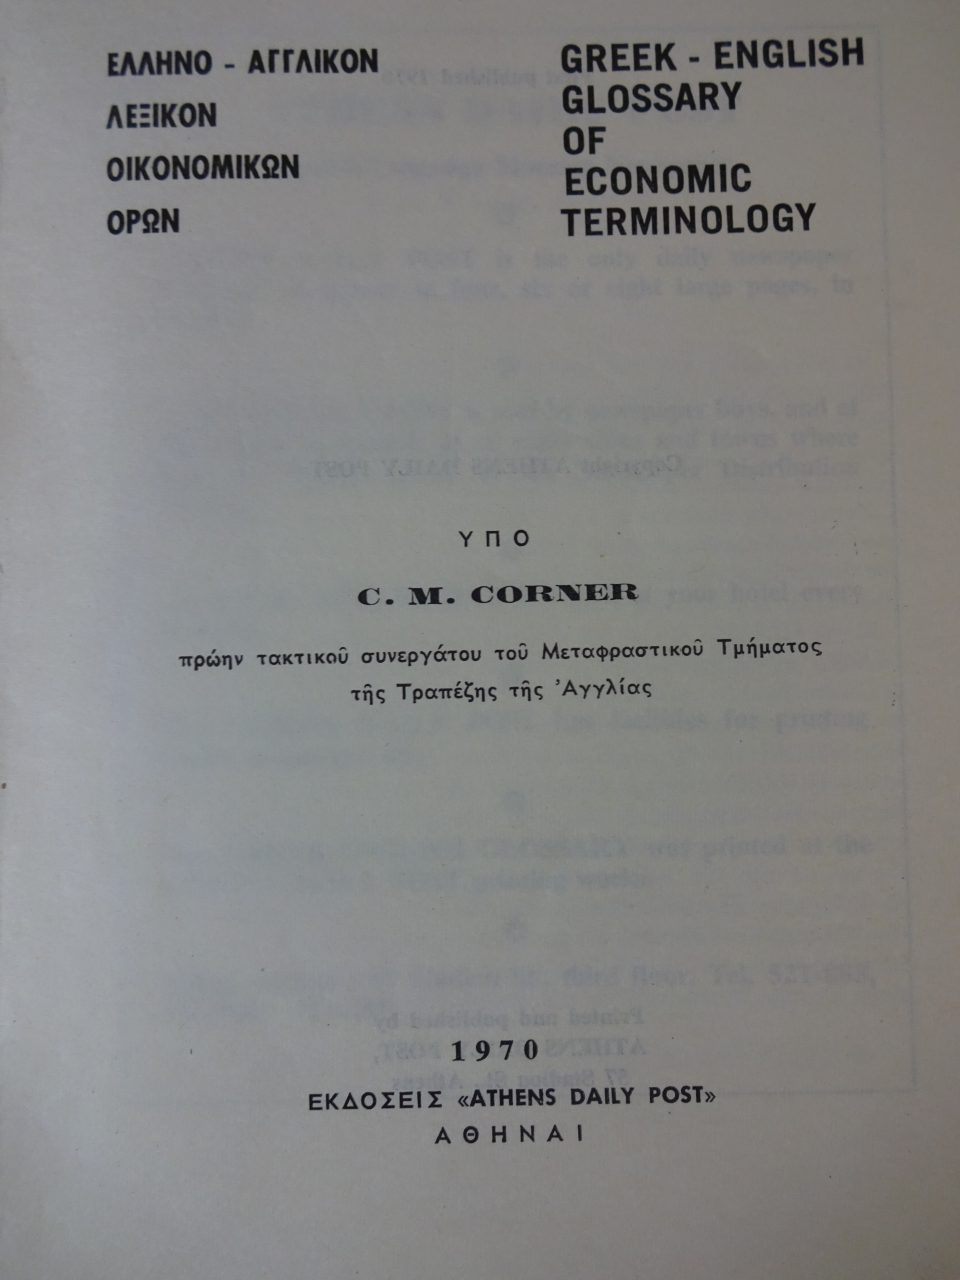 ΕΛΛΗΝΟ - ΑΓΓΛΙΚΟΝ
ΛΕΞΙΚΟΝ
ΟΙΚΟΝΟΜΙΚΩΝ
ΟΡΩΝ
GREEK - ENGLISH
GLOSSARY
OF
ECONOMIC
TERMINOLOGY
ΥΠΟ
C. M. CORNER
πρώην τακτικοῦ συνεργάτου τοῦ Μεταφραστικοῦ Τμήματος
τῆς Τραπέζης τῆς Ἀγγλίας
1970
ΕΚΔΟΣΕΙΣ «ATHENS DAILY POST»
ΑΘΗΝΑΙ